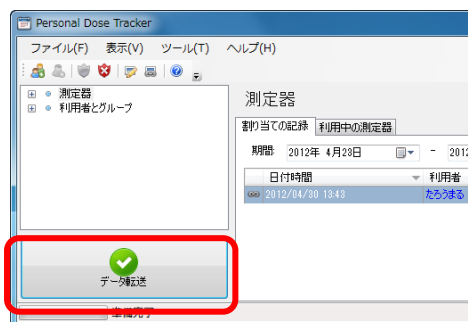 Personal Dose Tracker
ファイル(F) 表示(V) ツール(T) ヘルプ(H)
測定器
利用者とグループ
測定器
割り当ての記録 利用中の測定器
期間: 2012年 4月23日 - 2012
日付時間 利用者
2012/04/30 13:43 たろうまる
データ転送
準備完了